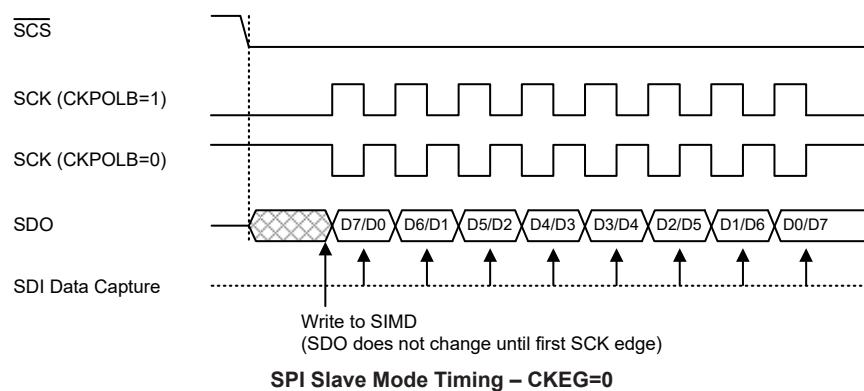 SCS
SCK (CKPOLB=1)
SCK (CKPOLB=0)
SDO
D7/D0 D6/D1 D5/D2 D4/D3 D3/D4 D2/D5 D1/D6 D0/D7
SDI Data Capture
Write to SIMD
(SDO does not change until first SCK edge)
SPI Slave Mode Timing – CKEG=0